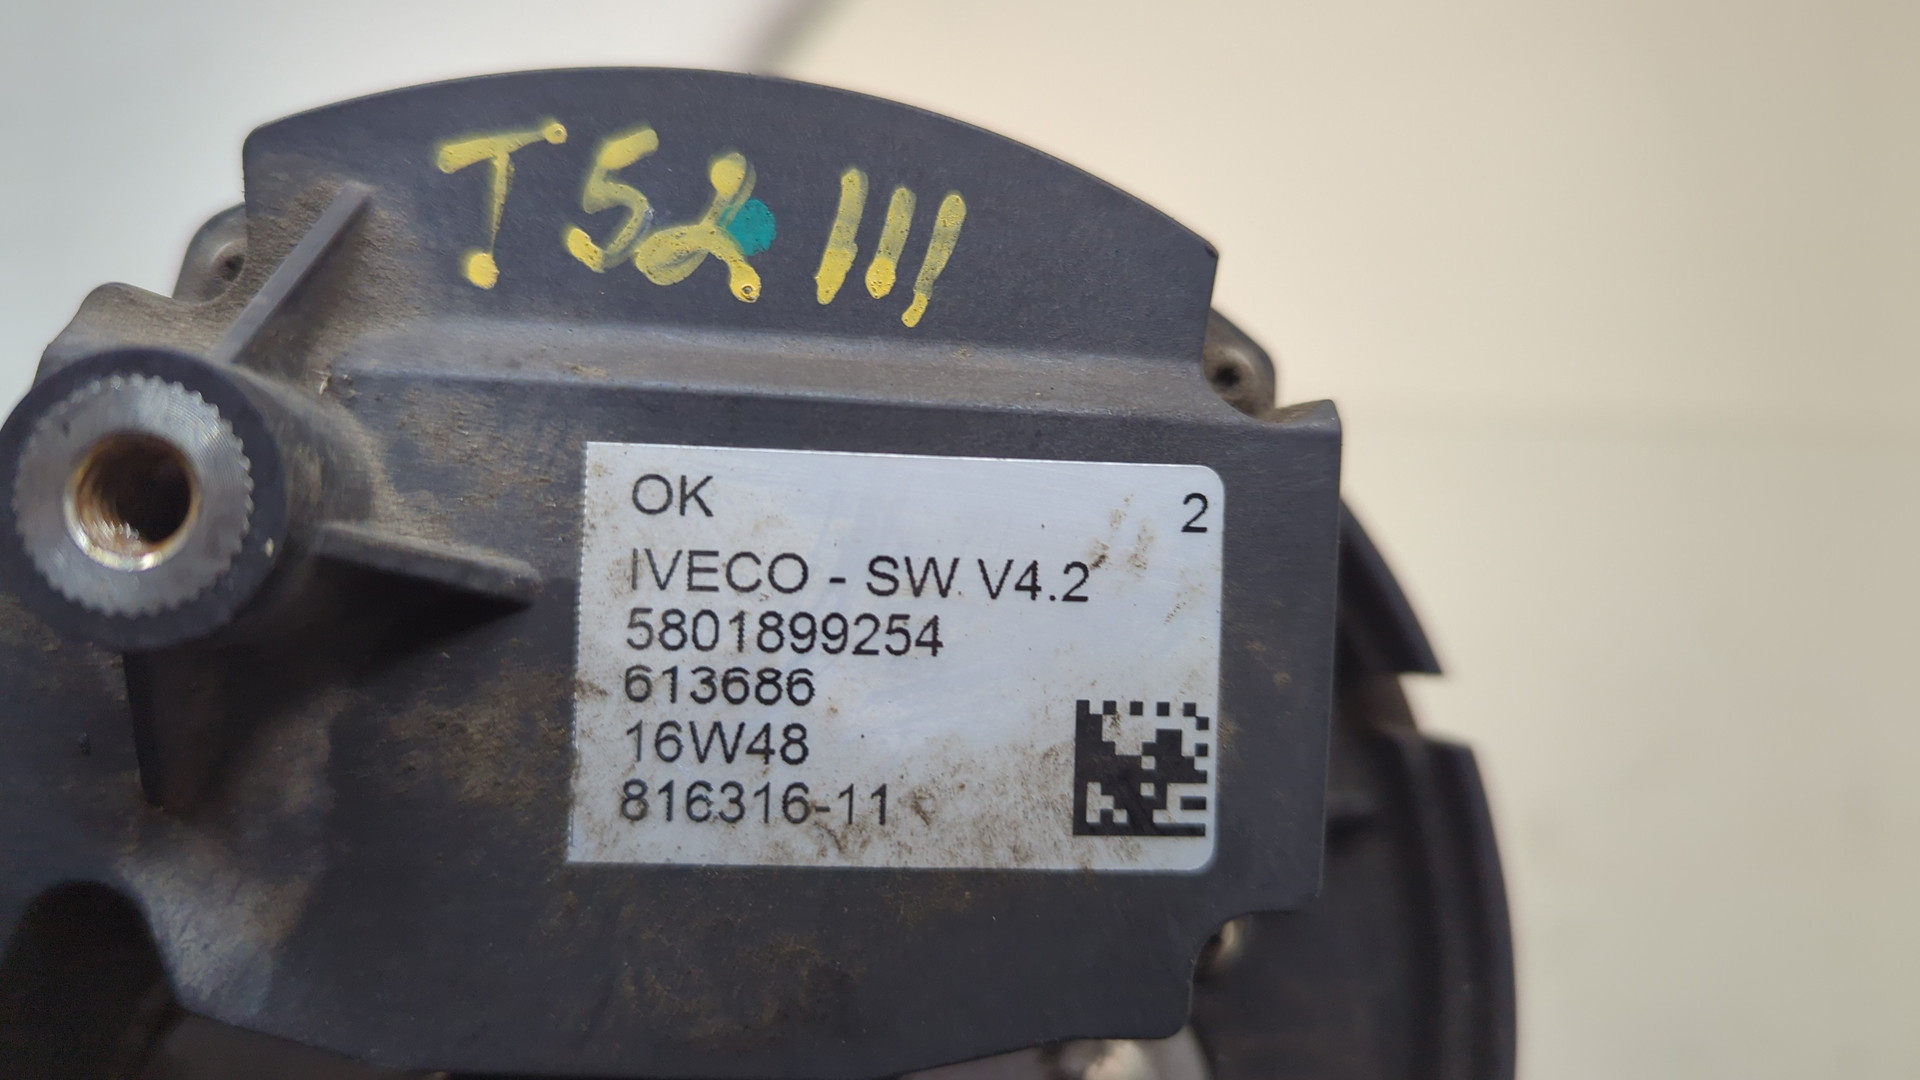 T52 111
OK 2
IVECO - SW. V4.2
5801899254
613686
16W48
816316-11